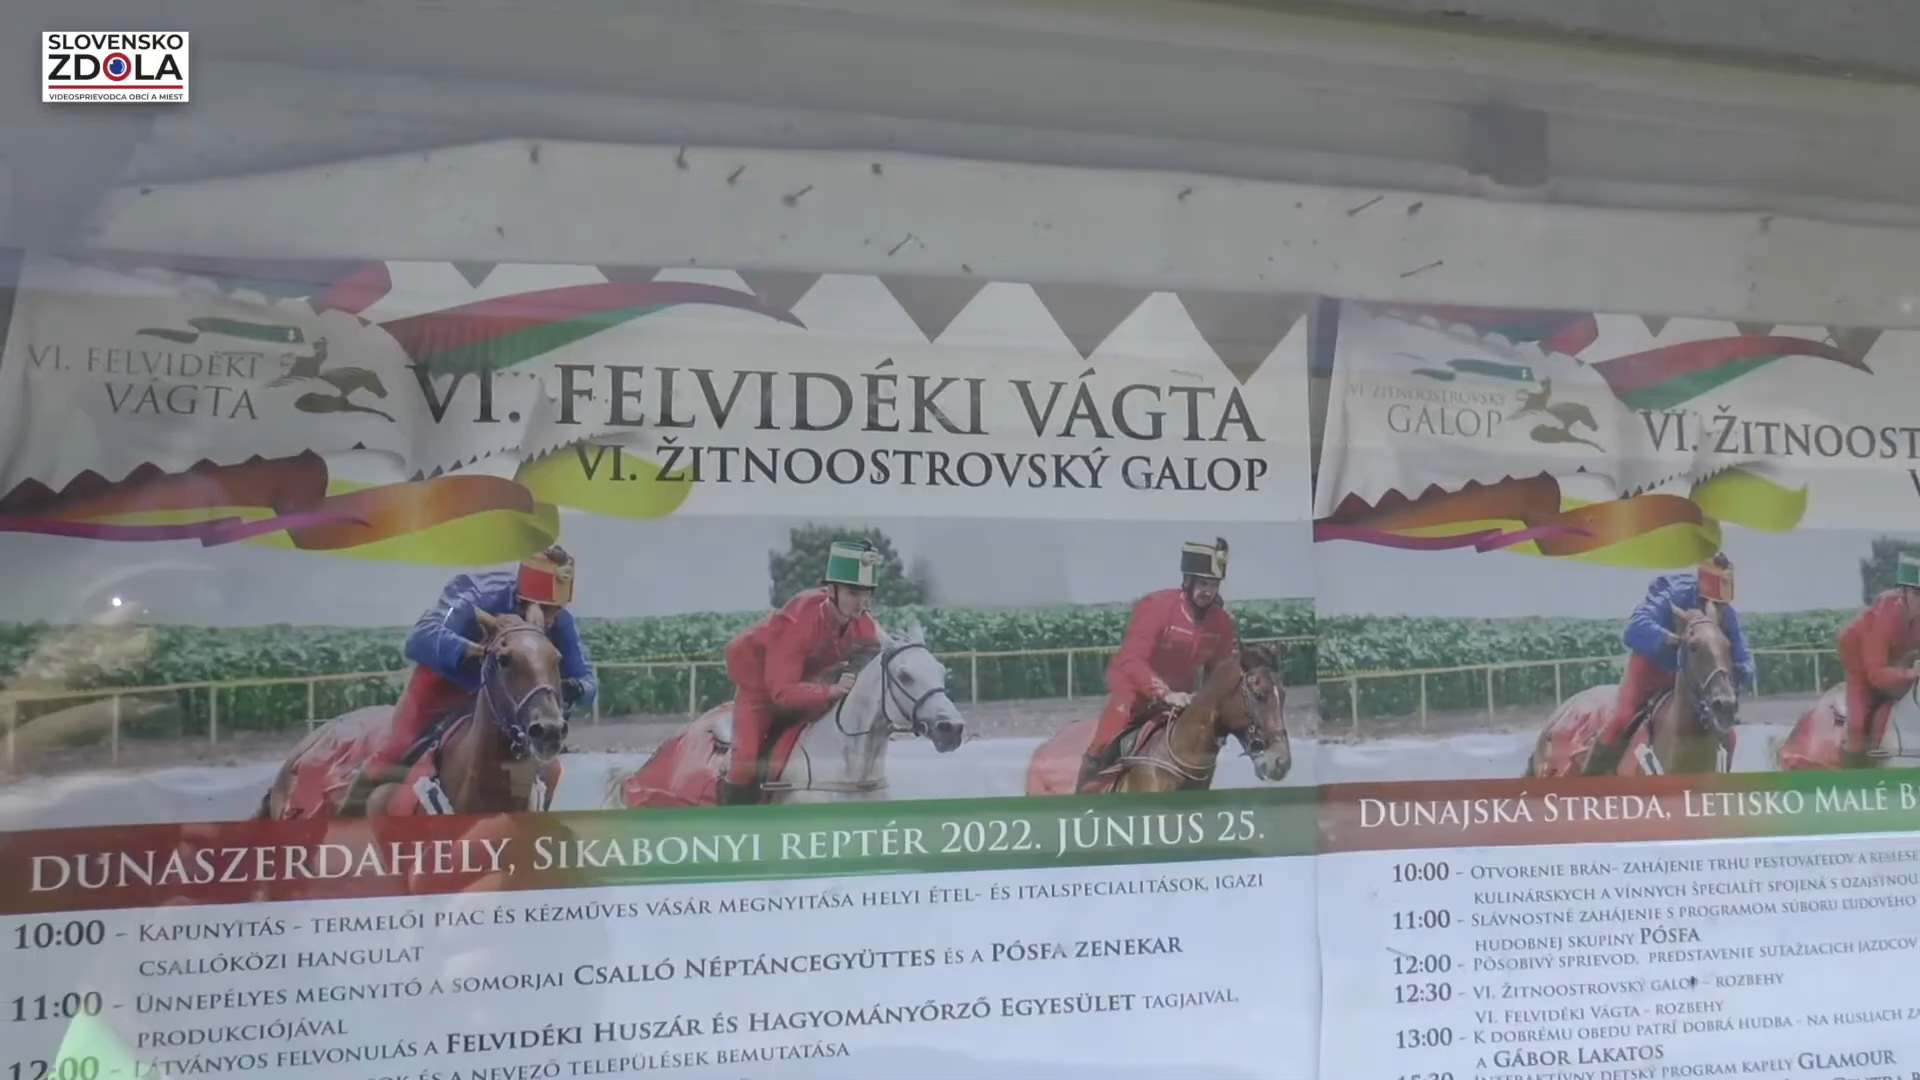 SLOVENSKO
ZDOLA
VIDEOSPRIEVODCA OBCÍ A MIEST
VI. FELVIDÉKI
VÁGTA
VI. FELVIDÉKI VÁGTA
VI. ŽITNOOSTROVSKÝ GALOP
DUNASZERDAHELY, SIKABONYI REPTÉR 2022. JÚNIUS 25.
10:00 - KAPUNYITÁS - TERMELŐI PIAC ÉS KÉZMŰVES VÁSÁR MEGNYITÁSA HELYI ÉTEL- ÉS ITALSPECIALITÁSOK, IGAZI
CSALLÓKÖZI HANGULAT
11:00 - ÜNNEPÉLYES MEGNYITÓ A SOMORJAI CSALLÓ NÉPTÁNCEGYÜTTES ÉS A PÓSFA ZENEKAR
PRODUKCIÓJÁVAL
12:00 - LÁTVÁNYOS FELVONULÁS A FELVIDÉKI HUSZÁR ÉS HAGYOMÁNYŐRZŐ EGYESÜLET TAGJAIVAL,
ÉS A NEVEZŐ TELEPÜLÉSEK BEMUTATÁSA
VI. ŽITNOOSTROVSKÝ
GALOP
VI. ŽITNOOST
DUNAJSKÁ STREDA, LETISKO MALÉ B
10:00 - OTVORENIE BRÁN- ZAHÁJENIE TRHU PESTOVATEĽOV A REMESE
KULINÁRSKYCH A VÍNNYCH ŠPECIALÍT SPOJENÁ S OZAJSTNOU
11:00 - SLÁVNOSTNÉ ZAHÁJENIE S PROGRAMOM SÚBORU ĽUDOVÉHO
HUDOBNEJ SKUPINY PÓSFA
12:00 - PÔSOBIVÝ SPRIEVOD, PREDSTAVENIE SUTAŽIACICH JAZDCOV
12:30 - VI. ŽITNOOSTROVSKÝ GALOP - ROZBEHY
VI. FELVIDÉKI VÁGTA - ROZBEHY
13:00 - K DOBRÉMU OBEDU PATRÍ DOBRÁ HUDBA - NA HUSLIACH ZA
A GÁBOR LAKATOS
INTERAKTÍVNY DETSKÝ PROGRAM KAPELY GLAMOUR